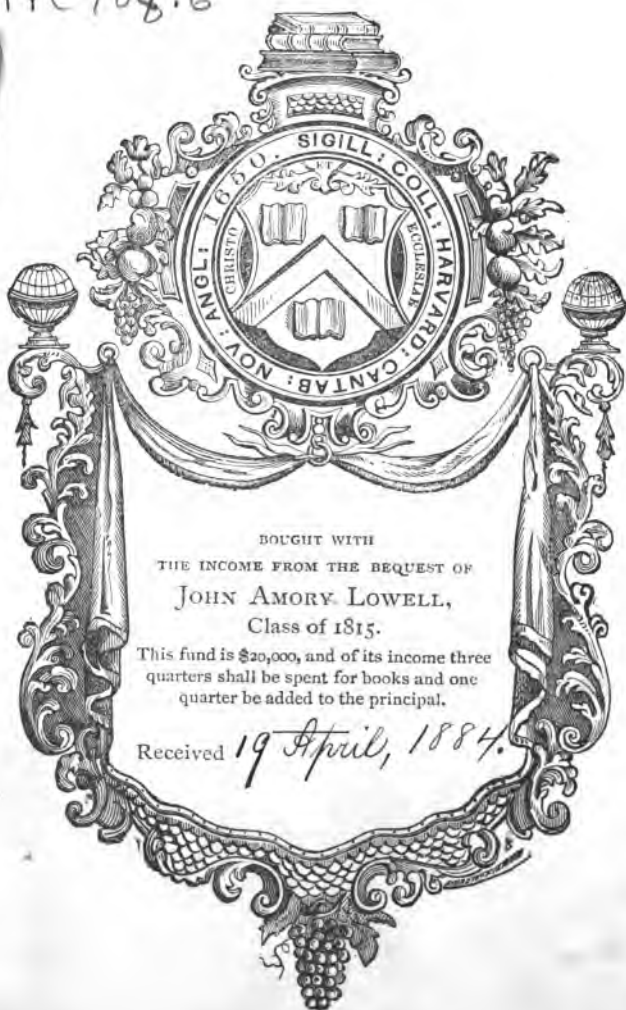 SIGILL: COLL: HARVARD: CANTAB: NOV: ANGL: 1650.
ET
CHRISTO
ECCLESIAE
BOUGHT WITH
THE INCOME FROM THE BEQUEST OF
JOHN AMORY LOWELL,
Class of 1815.
This fund is $20,000, and of its income three
quarters shall be spent for books and one
quarter be added to the principal.
Received 19 April, 1884.